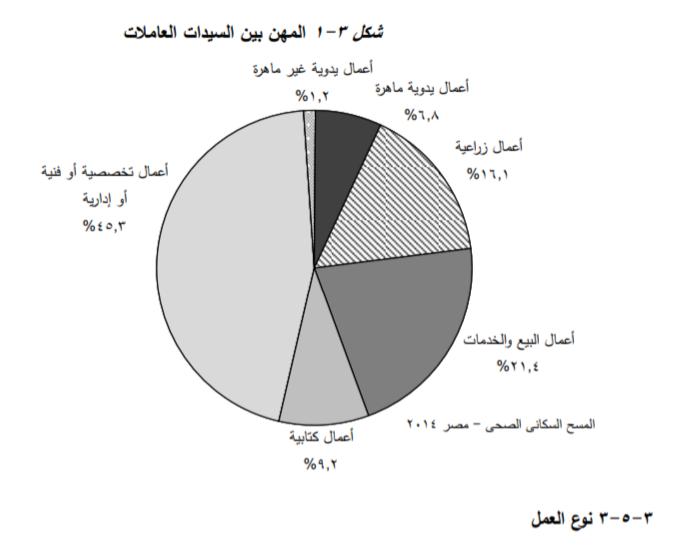 شكل ٣-١ المهن بين السيدات العاملات
أعمال يدوية غير ماهرة
%١,٢
أعمال يدوية ماهرة
%٦,٨
أعمال زراعية
%١٦,١
أعمال تخصصية أو فنية
أو إدارية
%٤٥,٣
أعمال البيع والخدمات
%٢١,٤
المسح السكانى الصحى – مصر ٢٠١٤
أعمال كتابية
%٩,٢
٣-٥-٣ نوع العمل